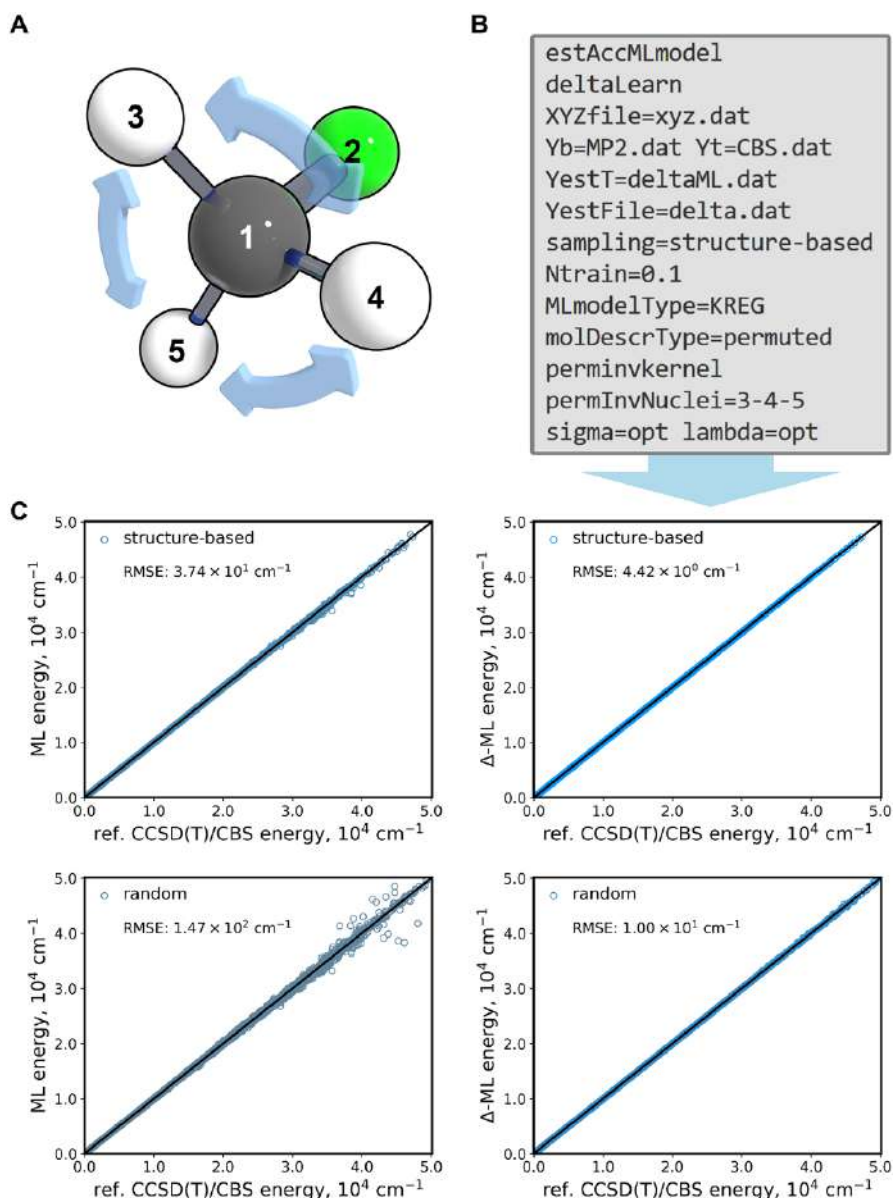 A
3
2
1
4
5
B
estAccMLmodel
deltaLearn
XYZfile=xyz.dat
Yb=MP2.dat Yt=CBS.dat
YestT=deltaML.dat
YestFile=delta.dat
sampling=structure-based
Ntrain=0.1
MLmodelType=KREG
molDescrType=permuted
perminvkernel
permInvNuclei=3-4-5
sigma=opt lambda=opt
C
structure-based
RMSE: 3.74 × 10¹ cm⁻¹
ML energy, 10⁴ cm⁻¹
5.0
4.0
3.0
2.0
1.0
0.0
0.0 1.0 2.0 3.0 4.0 5.0
ref. CCSD(T)/CBS energy, 10⁴ cm⁻¹
structure-based
RMSE: 4.42 × 10⁰ cm⁻¹
Δ-ML energy, 10⁴ cm⁻¹
5.0
4.0
3.0
2.0
1.0
0.0
0.0 1.0 2.0 3.0 4.0 5.0
ref. CCSD(T)/CBS energy, 10⁴ cm⁻¹
random
RMSE: 1.47 × 10² cm⁻¹
ML energy, 10⁴ cm⁻¹
5.0
4.0
3.0
2.0
1.0
0.0
0.0 1.0 2.0 3.0 4.0 5.0
ref. CCSD(T)/CBS energy, 10⁴ cm⁻¹
random
RMSE: 1.00 × 10¹ cm⁻¹
Δ-ML energy, 10⁴ cm⁻¹
5.0
4.0
3.0
2.0
1.0
0.0
0.0 1.0 2.0 3.0 4.0 5.0
ref. CCSD(T)/CBS energy, 10⁴ cm⁻¹